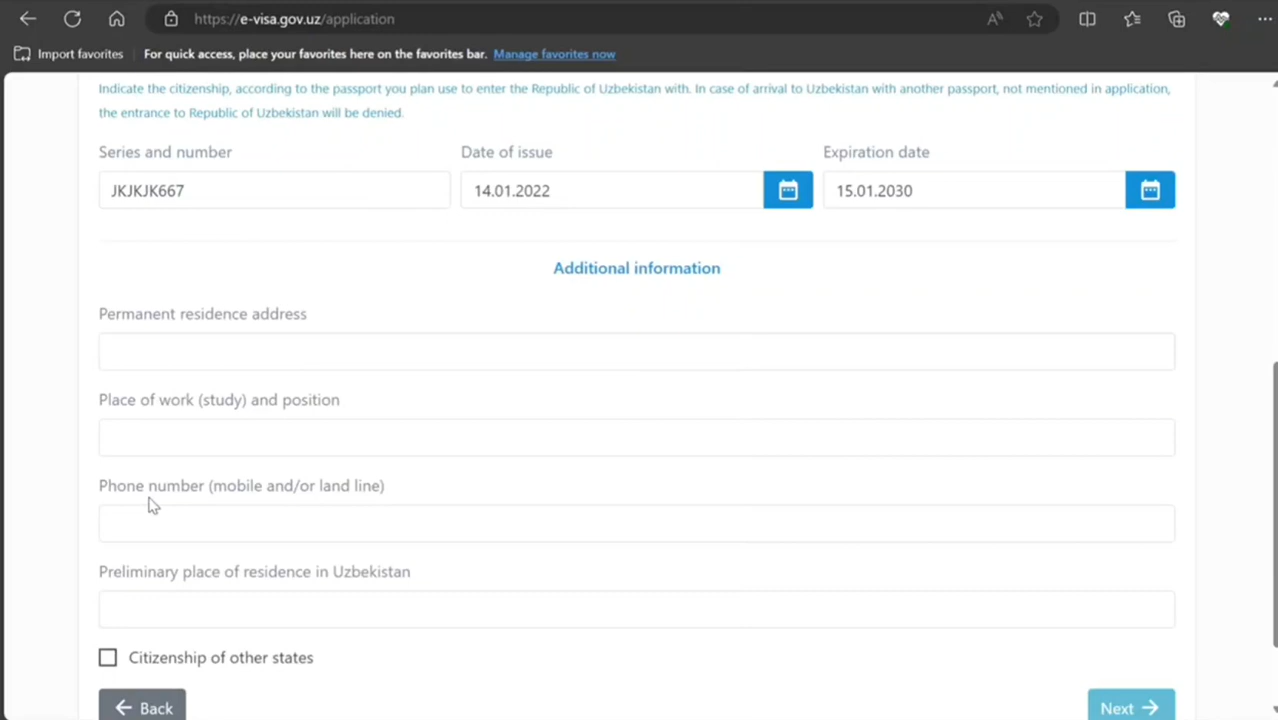 https://e-visa.gov.uz/application
Import favorites For quick access, place your favorites here on the favorites bar. Manage favorites now
Indicate the citizenship, according to the passport you plan use to enter the Republic of Uzbekistan with. In case of arrival to Uzbekistan with another passport, not mentioned in application,
the entrance to Republic of Uzbekistan will be denied.
Series and number Date of issue Expiration date
JKJKJK667 14.01.2022 15.01.2030
Additional information
Permanent residence address
Place of work (study) and position
Phone number (mobile and/or land line)
Preliminary place of residence in Uzbekistan
Citizenship of other states
Back Next